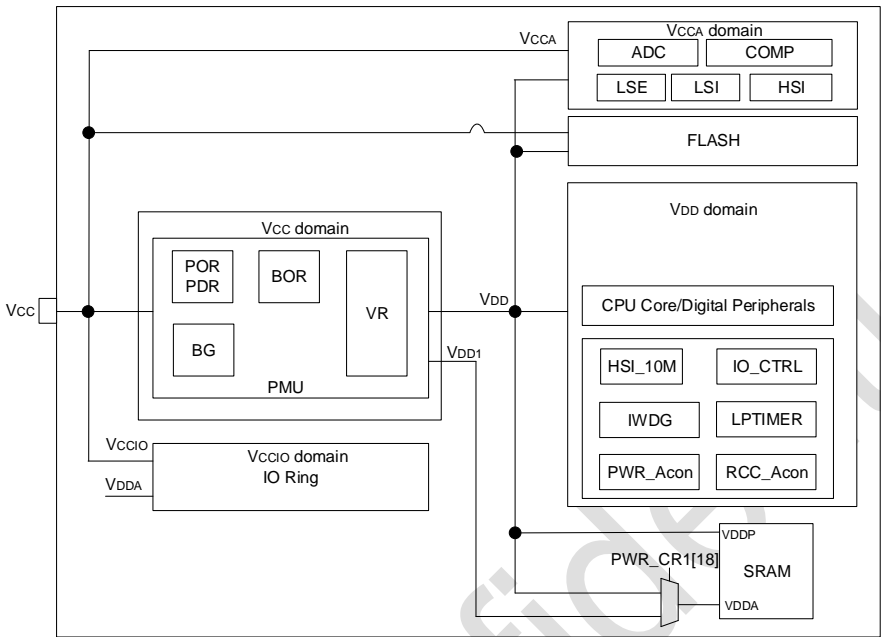 VCCA
VCCA domain
ADC
COMP
LSE
LSI
HSI
FLASH
VCC domain
POR
PDR
BOR
VR
BG
PMU
VCC
VDD
VDD1
VDD domain
CPU Core/Digital Peripherals
HSI_10M
IO_CTRL
IWDG
LPTIMER
PWR_Acon
RCC_Acon
VCCIO
VCCIO domain
IO Ring
VDDA
PWR_CR1[18]
VDDP
SRAM
VDDA